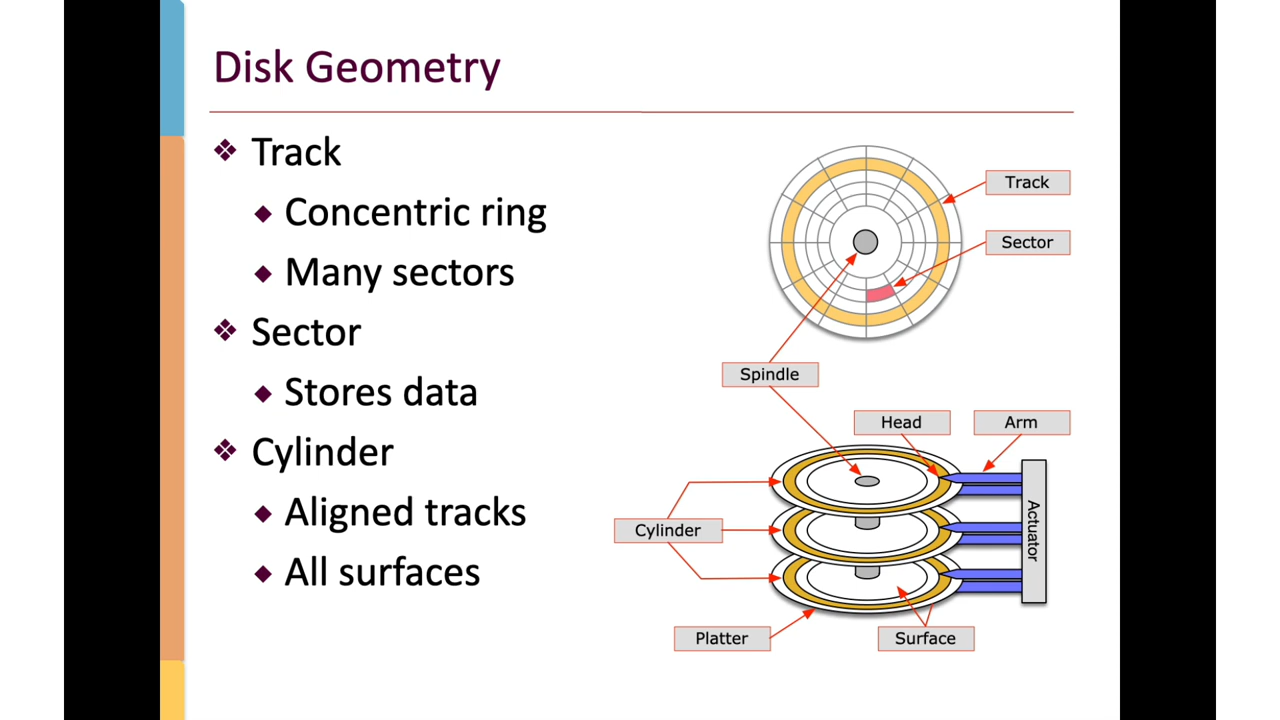 Disk Geometry
❖ Track
◆ Concentric ring
◆ Many sectors
❖ Sector
◆ Stores data
❖ Cylinder
◆ Aligned tracks
◆ All surfaces
Track
Sector
Spindle
Head
Arm
Cylinder
Actuator
Platter
Surface